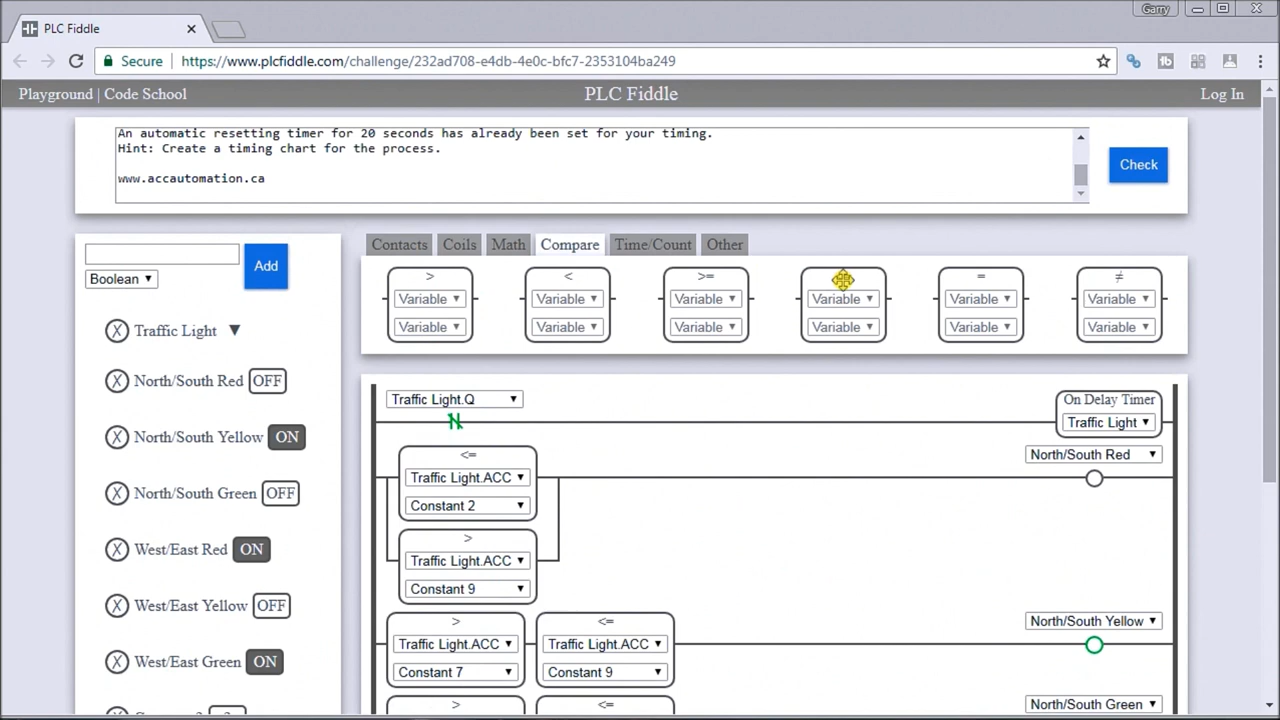 Garry
PLC Fiddle
Secure
https://www.plcfiddle.com/challenge/232ad708-e4db-4e0c-bfc7-2353104ba249
Playground | Code School
PLC Fiddle
Log In
An automatic resetting timer for 20 seconds has already been set for your timing.
Hint: Create a timing chart for the process.
www.accautomation.ca
Check
Add
Boolean
X Traffic Light
X North/South Red OFF
X North/South Yellow ON
X North/South Green OFF
X West/East Red ON
X West/East Yellow OFF
X West/East Green ON
Contacts Coils Math Compare Time/Count Other
> < >= = ≠
Variable Variable Variable Variable Variable Variable
Variable Variable Variable Variable Variable Variable
Traffic Light.Q
On Delay Timer
Traffic Light
<=
Traffic Light.ACC
Constant 2
North/South Red
>
Traffic Light.ACC
Constant 9
> <=
Traffic Light.ACC Traffic Light.ACC
Constant 7 Constant 9
North/South Yellow
> <=
North/South Green